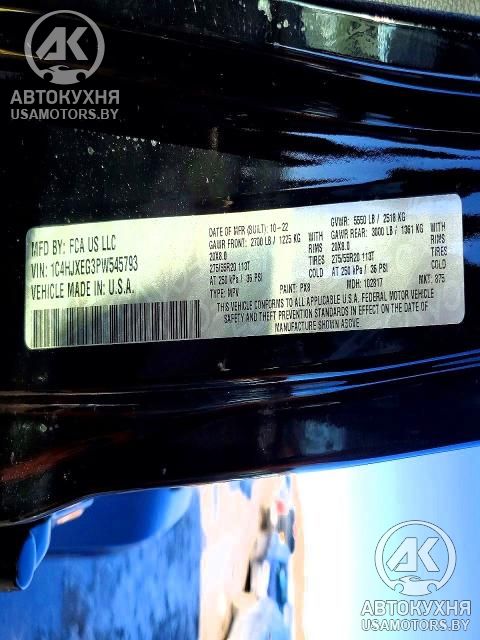 АК
АВТОКУХНЯ
USAMOTORS.BY
MFD BY: FCA US LLC
VIN: 1C4HJXEG3PW545793
VEHICLE MADE IN: U.S.A.
DATE OF MFR (BUILT): 10-22
GAWR FRONT: 2700 LB / 1225 KG WITH
20X8.0 RIMS
275/55R20 113T TIRES
AT 250 kPa / 36 PSI COLD
TYPE: MPV
PAINT: PX8
GVWR: 5550 LB / 2518 KG
GAWR REAR: 3000 LB / 1361 KG WITH
20X8.0 RIMS
275/55R20 113T TIRES
AT 250 kPa / 36 PSI COLD
MDH: 102817
MKT: 975
THIS VEHICLE CONFORMS TO ALL APPLICABLE U.S.A. FEDERAL MOTOR VEHICLE
SAFETY AND THEFT PREVENTION STANDARDS IN EFFECT ON THE DATE OF
MANUFACTURE SHOWN ABOVE.
АК
АВТОКУХНЯ
USAMOTORS.BY